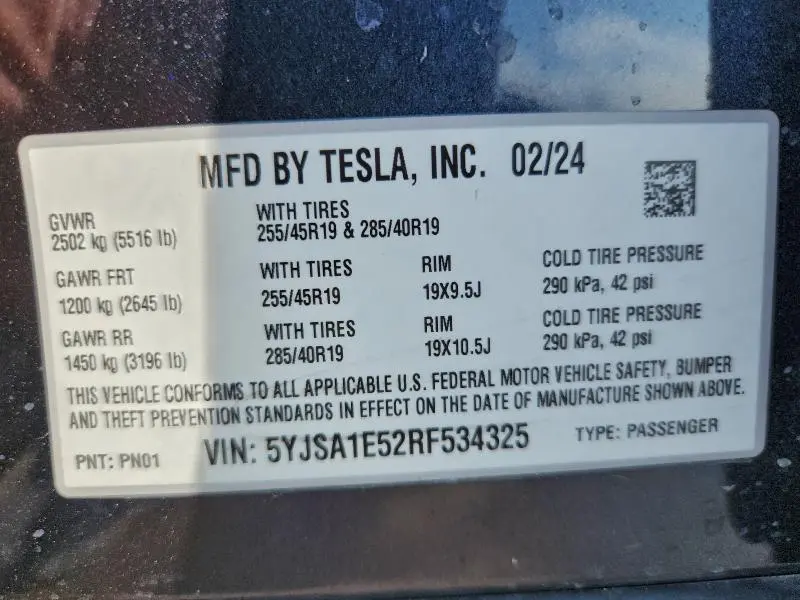 MFD BY TESLA, INC. 02/24
GVWR
2502 kg (5516 lb)
WITH TIRES
255/45R19 & 285/40R19
GAWR FRT
1200 kg (2645 lb)
WITH TIRES
255/45R19
RIM
19X9.5J
COLD TIRE PRESSURE
290 kPa, 42 psi
GAWR RR
1450 kg (3196 lb)
WITH TIRES
285/40R19
RIM
19X10.5J
COLD TIRE PRESSURE
290 kPa, 42 psi
THIS VEHICLE CONFORMS TO ALL APPLICABLE U.S. FEDERAL MOTOR VEHICLE SAFETY, BUMPER
AND THEFT PREVENTION STANDARDS IN EFFECT ON THE DATE OF MANUFACTURE SHOWN ABOVE.
PNT: PN01
VIN: 5YJSA1E52RF534325
TYPE: PASSENGER